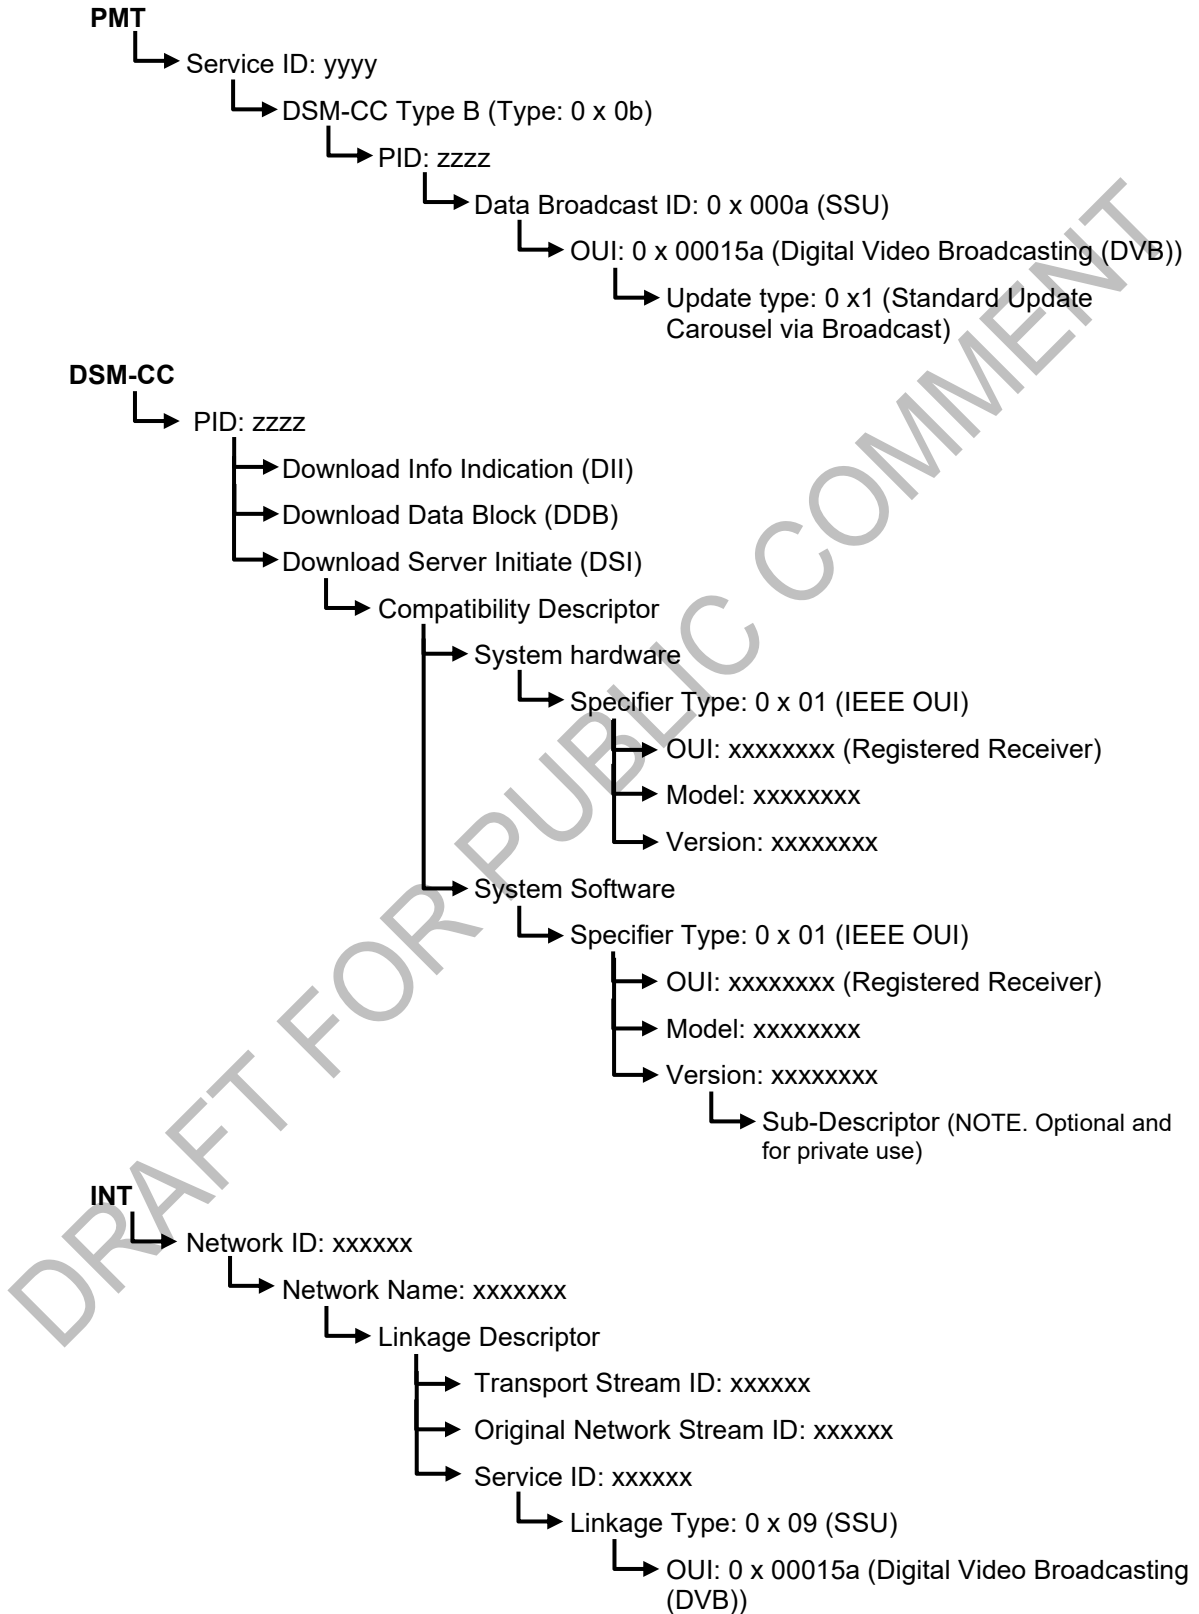 PMT
Service ID: yyyy
DSM-CC Type B (Type: 0 x 0b)
PID: zzzz
Data Broadcast ID: 0 x 000a (SSU)
OUI: 0 x 00015a (Digital Video Broadcasting (DVB))
Update type: 0 x1 (Standard Update
Carousel via Broadcast)
DSM-CC
PID: zzzz
Download Info Indication (DII)
Download Data Block (DDB)
Download Server Initiate (DSI)
Compatibility Descriptor
System hardware
Specifier Type: 0 x 01 (IEEE OUI)
OUI: xxxxxxxx (Registered Receiver)
Model: xxxxxxxx
Version: xxxxxxxx
System Software
Specifier Type: 0 x 01 (IEEE OUI)
OUI: xxxxxxxx (Registered Receiver)
Model: xxxxxxxx
Version: xxxxxxxx
Sub-Descriptor (NOTE. Optional and
for private use)
INT
Network ID: xxxxxx
Network Name: xxxxxxx
Linkage Descriptor
Transport Stream ID: xxxxxx
Original Network Stream ID: xxxxxx
Service ID: xxxxxx
Linkage Type: 0 x 09 (SSU)
OUI: 0 x 00015a (Digital Video Broadcasting
(DVB))
DRAFT FOR PUBLIC COMMENT